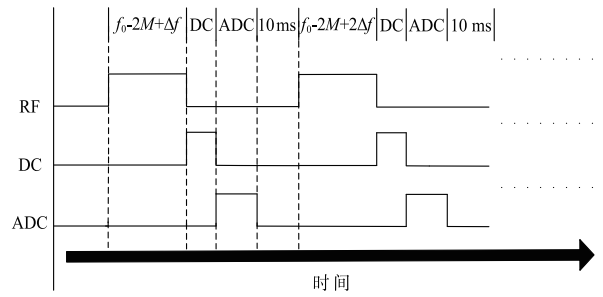 f₀-2M+Δf DC ADC 10 ms f₀-2M+2Δf DC ADC 10 ms
RF
DC
ADC
时间